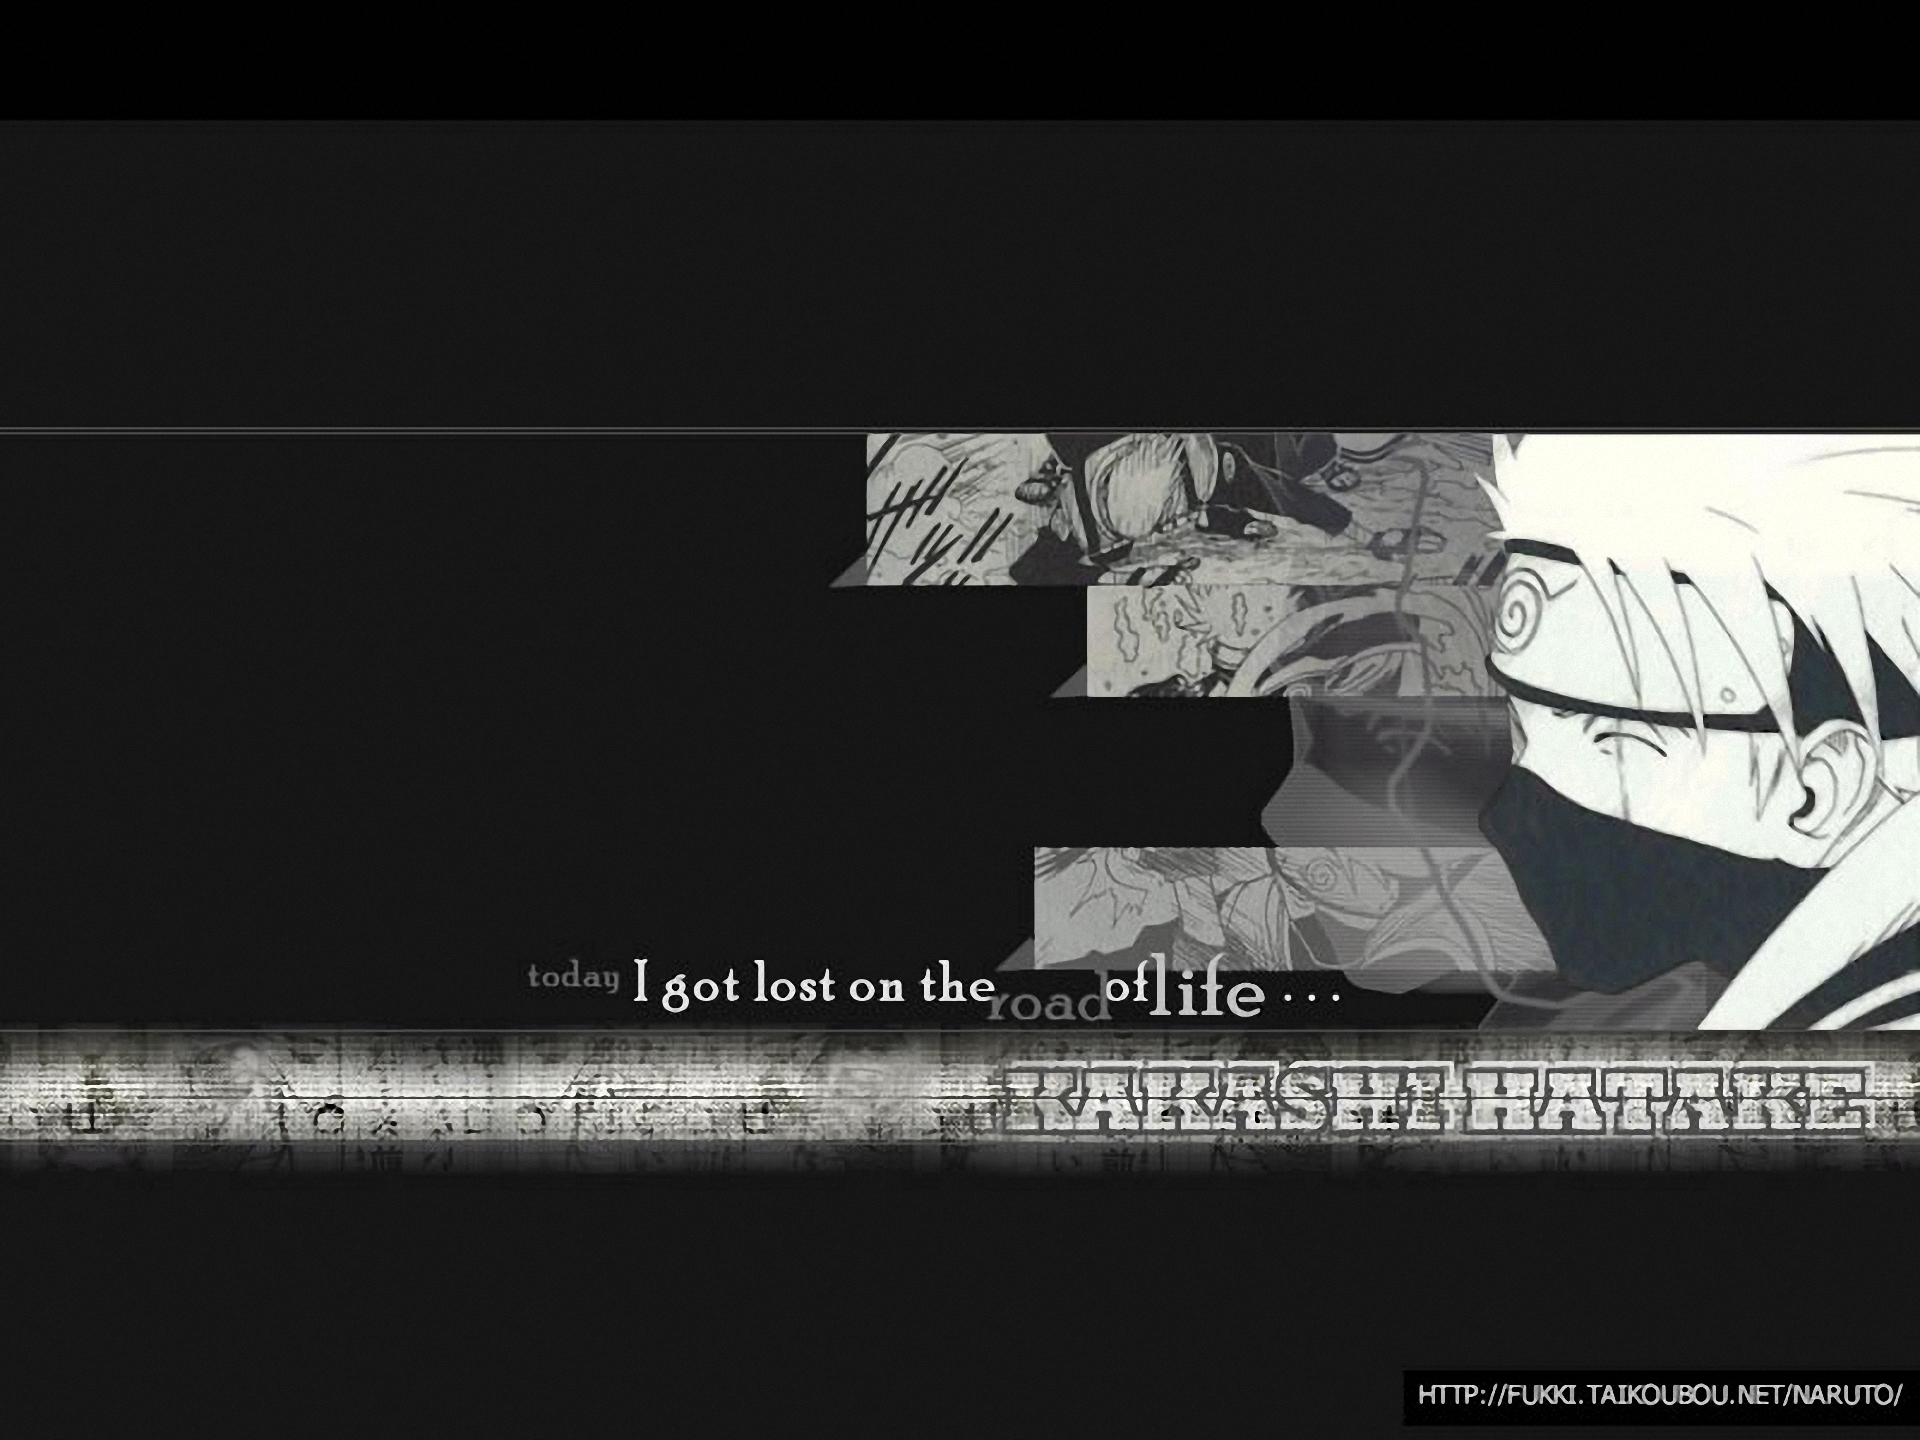 today I got lost on the road of life ...
KAKASHI HATAKE
HTTP://FUKKI.TAIKOUBOU.NET/NARUTO/